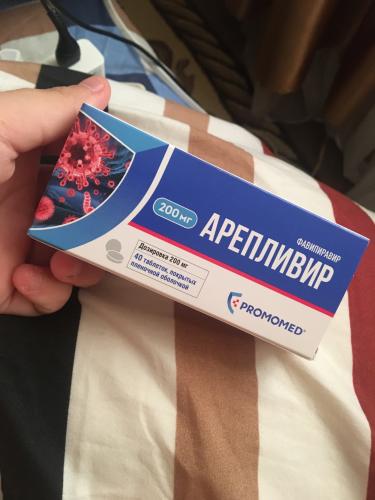 200 мг
ФАВИПИРАВИР
АРЕПЛИВИР
Дозировка 200 мг
40 таблеток, покрытых
пленочной оболочкой
PROMOMED®